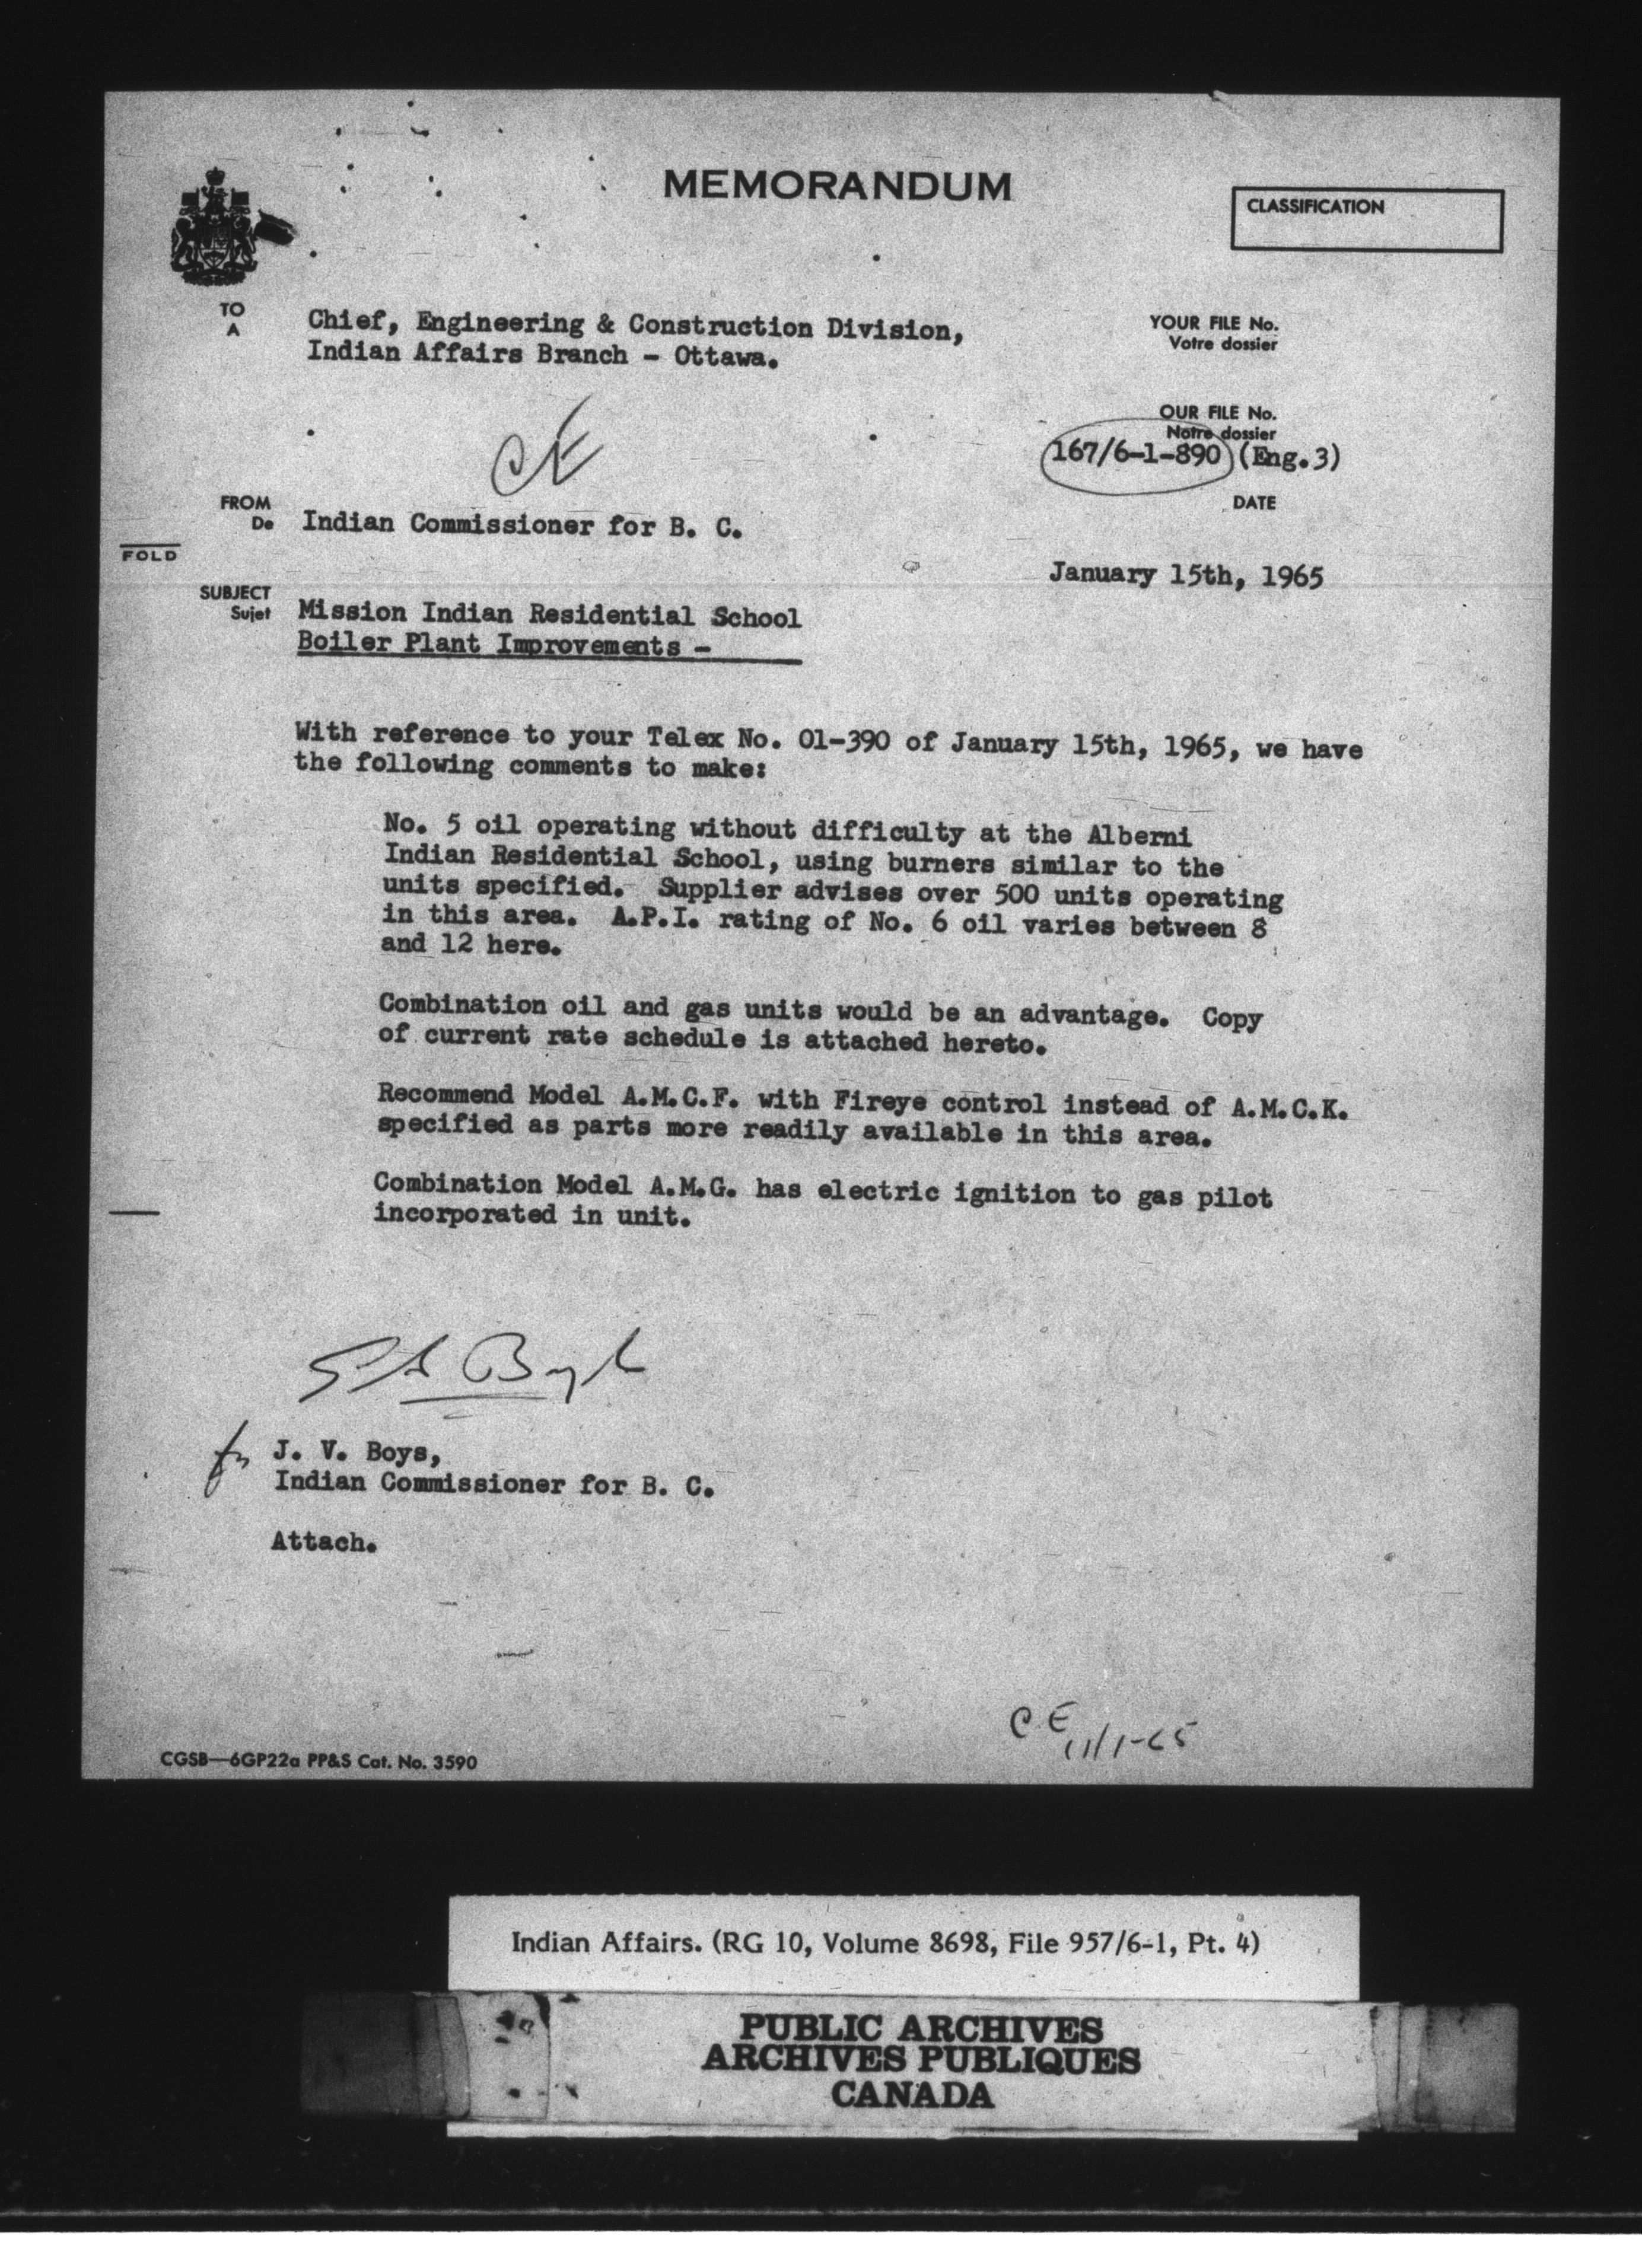 MEMORANDUM
CLASSIFICATION
TO
A
Chief, Engineering & Construction Division,
Indian Affairs Branch - Ottawa.
YOUR FILE No.
Votre dossier
OUR FILE No.
Notre dossier
167/6-1-890 (Eng.3)
CE
DATE
FROM
De
Indian Commissioner for B. C.
FOLD
January 15th, 1965
SUBJECT
Sujet
Mission Indian Residential School
Boiler Plant Improvements -
With reference to your Telex No. 01-390 of January 15th, 1965, we have
the following comments to make:
No. 5 oil operating without difficulty at the Alberni
Indian Residential School, using burners similar to the
units specified. Supplier advises over 500 units operating
in this area. A.P.I. rating of No. 6 oil varies between 8
and 12 here.
Combination oil and gas units would be an advantage. Copy
of current rate schedule is attached hereto.
Recommend Model A.M.C.F. with Fireye control instead of A.M.C.K.
specified as parts more readily available in this area.
Combination Model A.M.G. has electric ignition to gas pilot
incorporated in unit.
for J. V. Boys,
Indian Commissioner for B. C.
Attach.
CE
CGSB—6GP22a PP&S Cat. No. 3590
Indian Affairs. (RG 10, Volume 8698, File 957/6-1, Pt. 4)
PUBLIC ARCHIVES
ARCHIVES PUBLIQUES
CANADA